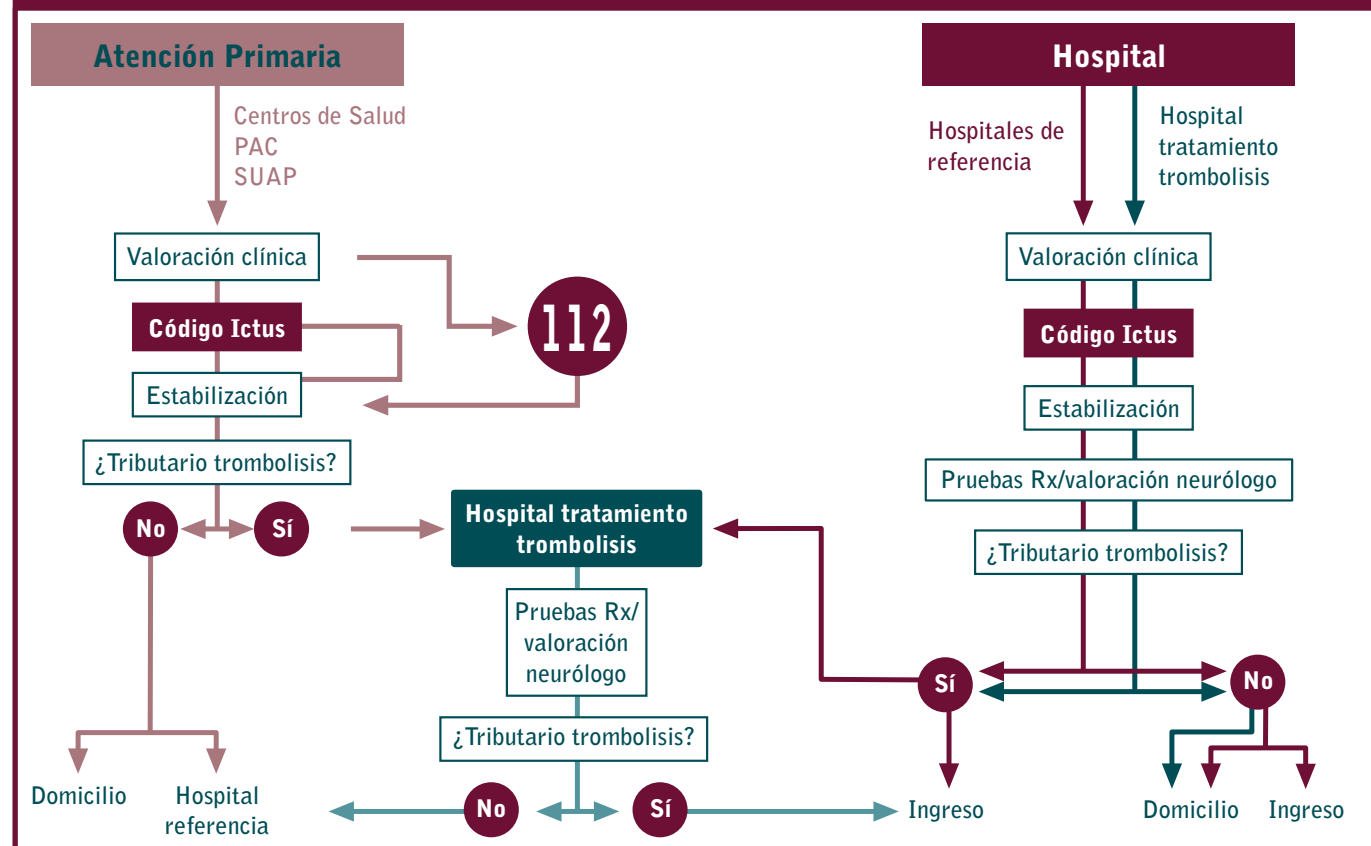 Atención Primaria
Centros de Salud
PAC
SUAP
Valoración clínica
112
Código Ictus
Estabilización
¿Tributario trombolisis?
No
Sí
Domicilio
Hospital
referencia
Hospital tratamiento
trombolisis
Pruebas Rx/
valoración
neurólogo
¿Tributario trombolisis?
No
Sí
Hospital
Hospitales de
referencia
Hospital
tratamiento
trombolisis
Valoración clínica
Código Ictus
Estabilización
Pruebas Rx/valoración neurólogo
¿Tributario trombolisis?
Sí
No
Ingreso
Domicilio
Ingreso